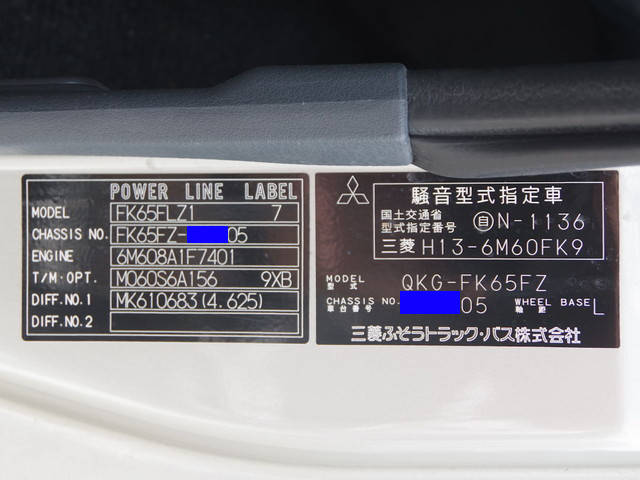 POWER LINE LABEL
MODEL FK65FLZ1 7
CHASSIS NO. FK65FZ- 05
ENGINE 6M608A1F7401
T/M・OPT. M060S6A156 9XB
DIFF.NO.1 MK610683(4.625)
DIFF.NO.2
騒音型式指定車
国土交通省
型式指定番号 自N-1136
三菱 H13-6M60FK9
MODEL
型式 QKG-FK65FZ
CHASSIS NO.
車台番号 05 WHEEL BASE
軸距 L
三菱ふそうトラック・バス株式会社